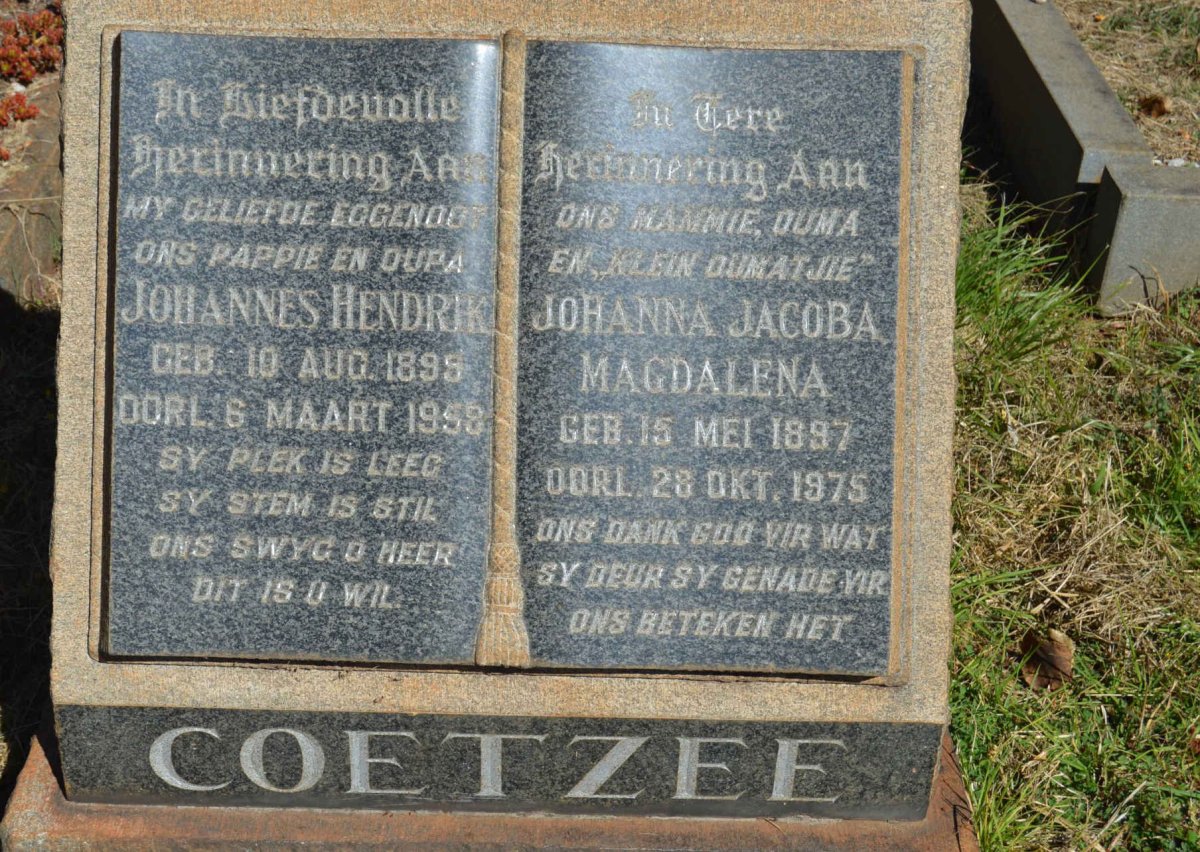 In Liefdevolle
Herinnering Aan
MY GELIEFDE EGGENOOT
ONS PAPPIE EN OUPA
JOHANNES HENDRIK
GEB. 10 AUG. 1895
OORL. 6 MAART 1958
SY PLEK IS LEEG
SY STEM IS STIL
ONS SWYG O HEER
DIT IS U WIL.
In Tere
Herinnering Aan
ONS MAMMIE, OUMA
EN „KLEIN OUMATJIE"
JOHANNA JACOBA
MAGDALENA
GEB. 15 MEI 1897
OORL. 28 OKT. 1975
ONS DANK GOD VIR WAT
SY DEUR SY GENADE VIR
ONS BETEKEN HET
COETZEE